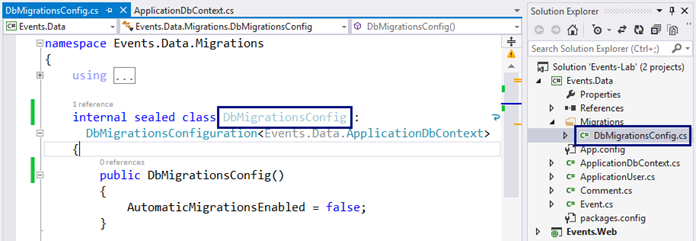 DbMigrationsConfig.cs
ApplicationDbContext.cs
Events.Data
Events.Data.Migrations.DbMigrationsConfig
DbMigrationsConfig()
namespace Events.Data.Migrations
{
using ...
1 reference
internal sealed class DbMigrationsConfig :
DbMigrationsConfiguration<Events.Data.ApplicationDbContext>
{
0 references
public DbMigrationsConfig()
{
AutomaticMigrationsEnabled = false;
}
Solution Explorer
Search Solution Explorer (Ctrl+;)
Solution 'Events-Lab' (2 projects)
Events.Data
Properties
References
Migrations
DbMigrationsConfig.cs
App.config
ApplicationDbContext.cs
ApplicationUser.cs
Comment.cs
Event.cs
packages.config
Events.Web